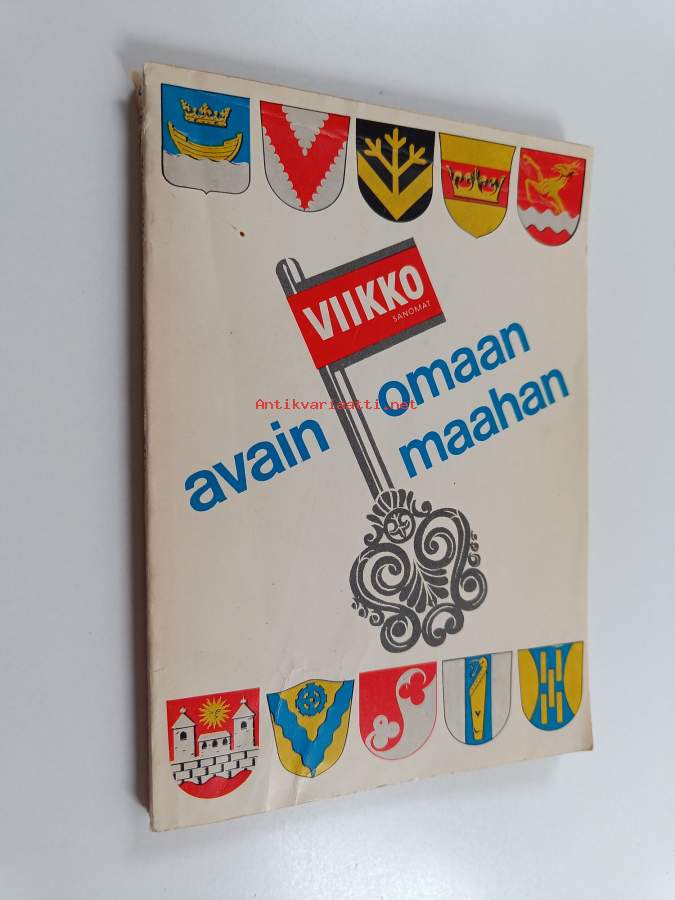 VIIKKO
SANOMAT
avain omaan
maahan
Antikvariaatti.net